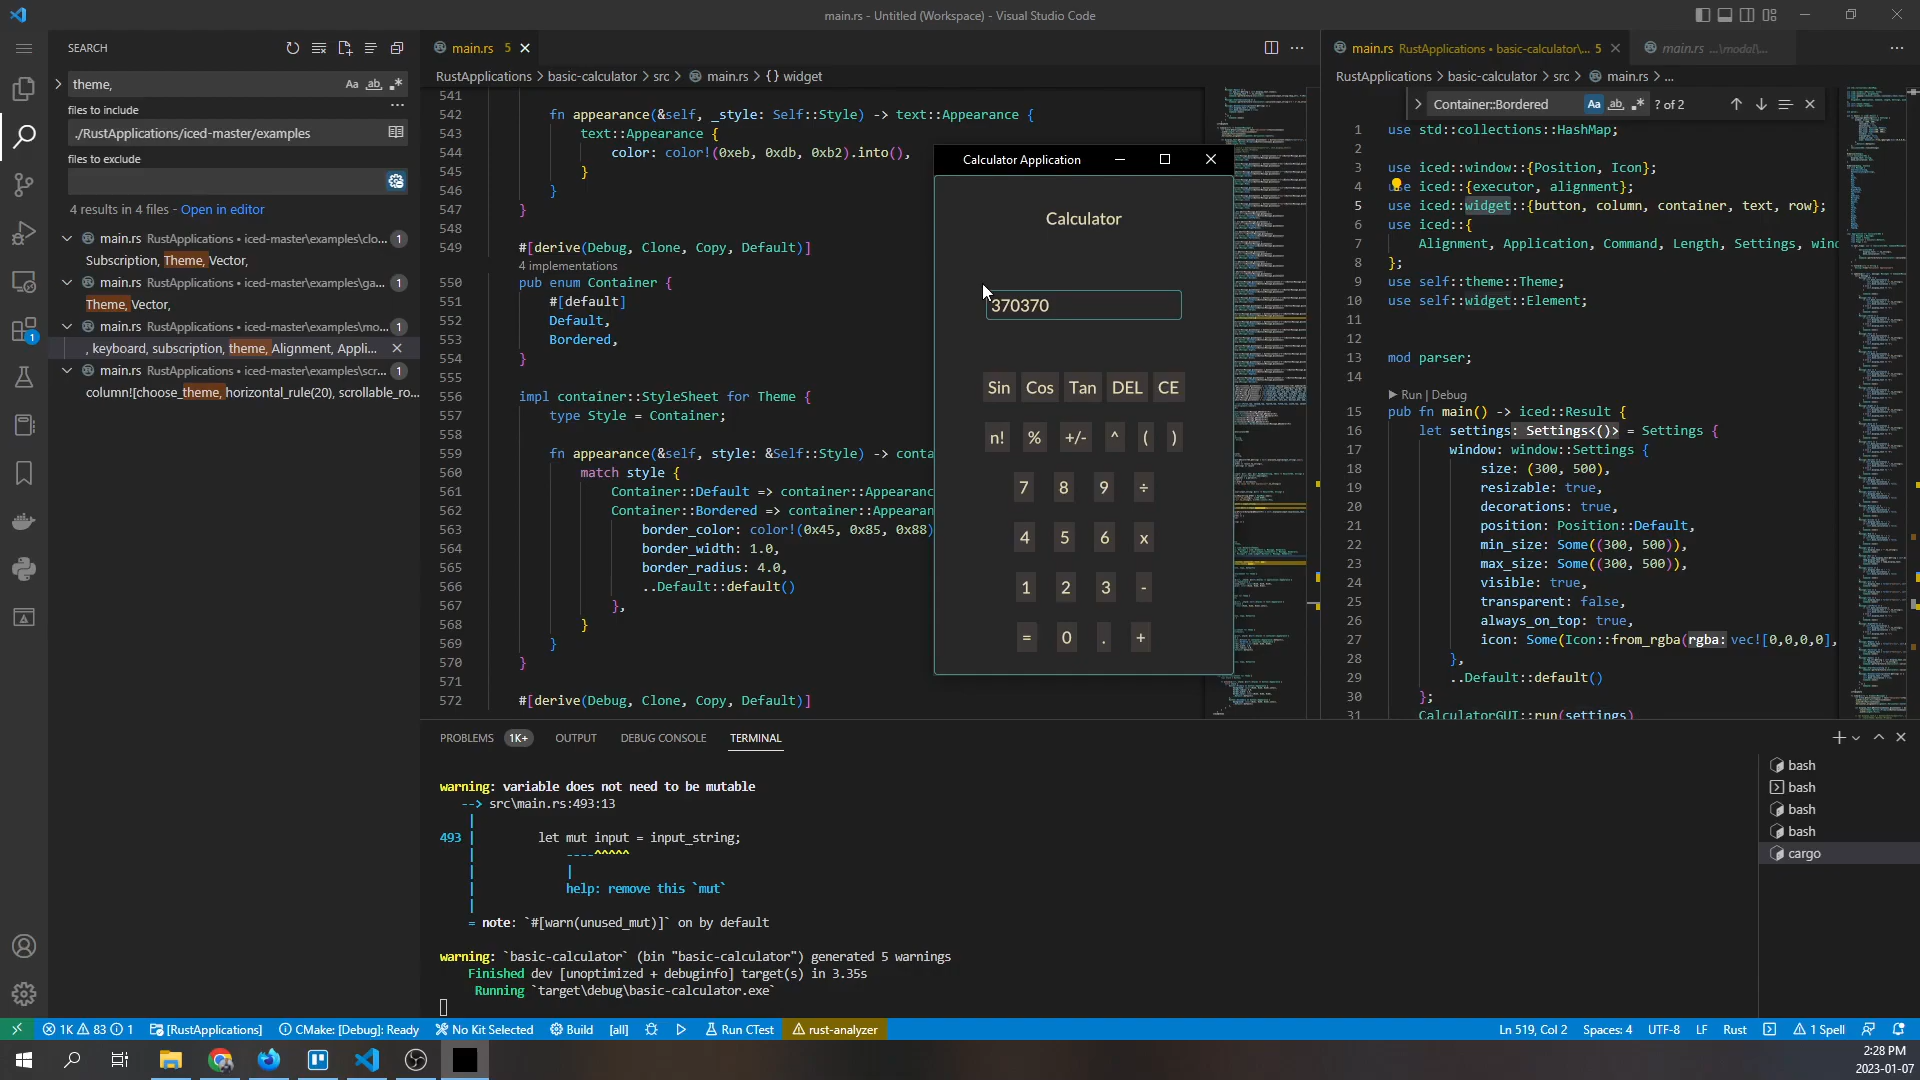 main.rs - Untitled (Workspace) - Visual Studio Code
SEARCH
theme,
files to include
./RustApplications/iced-master/examples
files to exclude
4 results in 4 files - Open in editor
main.rs RustApplications • iced-master\examples\clo... 1
Subscription, Theme, Vector,
main.rs RustApplications • iced-master\examples\ga... 1
Theme, Vector,
main.rs RustApplications • iced-master\examples\mo... 1
, keyboard, subscription, theme, Alignment, Appli...
main.rs RustApplications • iced-master\examples\scr... 1
column![choose_theme, horizontal_rule(20), scrollable_ro...
main.rs 5
RustApplications > basic-calculator > src > main.rs > {} widget
541
542 fn appearance(&self, _style: Self::Style) -> text::Appearance {
543 text::Appearance {
544 color: color!(0xeb, 0xdb, 0xb2).into(),
545 }
546 }
547 }
548
549 #[derive(Debug, Clone, Copy, Default)]
4 implementations
550 pub enum Container {
551 #[default]
552 Default,
553 Bordered,
554 }
555
556 impl container::StyleSheet for Theme {
557 type Style = Container;
558
559 fn appearance(&self, style: &Self::Style) -> conta
560 match style {
561 Container::Default => container::Appearanc
562 Container::Bordered => container::Appearan
563 border_color: color!(0x45, 0x85, 0x88)
564 border_width: 1.0,
565 border_radius: 4.0,
566 ..Default::default()
567 },
568 }
569 }
570 }
571
572 #[derive(Debug, Clone, Copy, Default)]
Calculator Application
Calculator
370370
Sin Cos Tan DEL CE
n! % +/- ^ ( )
7 8 9 ÷
4 5 6 x
1 2 3 -
= 0 . +
main.rs RustApplications • basic-calculator\... 5
main.rs ...\modal\...
RustApplications > basic-calculator > src > main.rs > ...
Container::Bordered Aa ab ? of 2
1 use std::collections::HashMap;
2
3 use iced::window::{Position, Icon};
4 use iced::{executor, alignment};
5 use iced::widget::{button, column, container, text, row};
6 use iced::{
7 Alignment, Application, Command, Length, Settings, wind
8 };
9 use self::theme::Theme;
10 use self::widget::Element;
11
12
13 mod parser;
14
Run | Debug
15 pub fn main() -> iced::Result {
16 let settings: Settings<()> = Settings {
17 window: window::Settings {
18 size: (300, 500),
19 resizable: true,
20 decorations: true,
21 position: Position::Default,
22 min_size: Some((300, 500)),
23 max_size: Some((300, 500)),
24 visible: true,
25 transparent: false,
26 always_on_top: true,
27 icon: Some(Icon::from_rgba(rgba: vec![0,0,0,0],
28 },
29 ..Default::default()
30 };
31 CalculatorGUI::run(settings)
PROBLEMS 1K+ OUTPUT DEBUG CONSOLE TERMINAL
warning: variable does not need to be mutable
--> src\main.rs:493:13
|
493 | let mut input = input_string;
| ----^^^^^
| |
| help: remove this `mut`
|
= note: `#[warn(unused_mut)]` on by default
warning: `basic-calculator` (bin "basic-calculator") generated 5 warnings
Finished dev [unoptimized + debuginfo] target(s) in 3.35s
Running `target\debug\basic-calculator.exe`
bash
bash
bash
bash
cargo
1K 83 1 [RustApplications] CMake: [Debug]: Ready No Kit Selected Build [all] Run CTest rust-analyzer Ln 519, Col 2 Spaces: 4 UTF-8 LF Rust 1 Spell
2:28 PM
2023-01-07